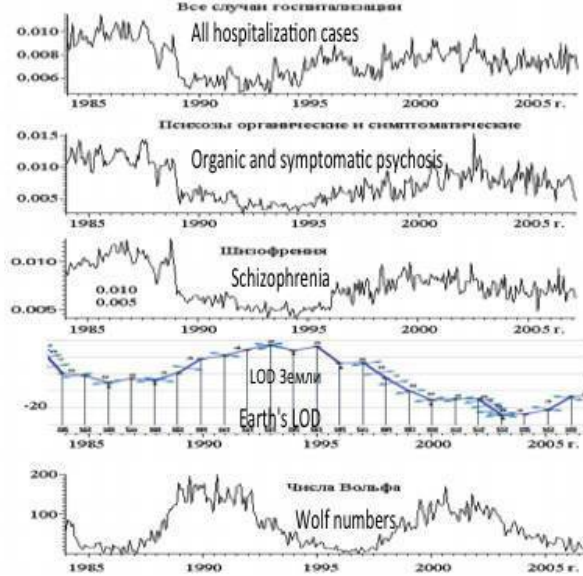 Все случаи госпитализации
All hospitalization cases
0.010
0.008
0.006
1985 1990 1995 2000 2005 г.
Психозы органические и симптоматические
Organic and symptomatic psychosis
0.015
0.010
0.005
1985 1990 1995 2000 2005 г.
Шизофрения
Schizophrenia
0.010
0.010
0.005
0.005
1985 1990 1995 2000 2005 г.
LOD Земли
-20
Earth's LOD
1985 1990 1995 2000 2005 г.
Числа Вольфа
200
Wolf numbers
100
1985 1990 1995 2000 2005 г.